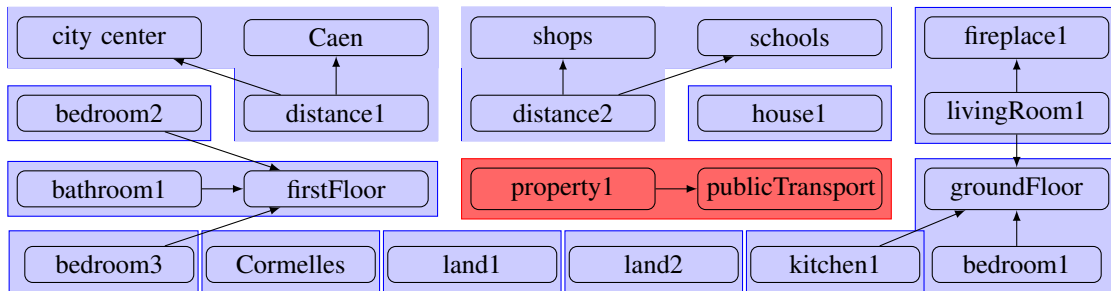 city center Caen shops schools fireplace1
bedroom2 distance1 distance2 house1 livingRoom1
bathroom1 firstFloor property1 publicTransport groundFloor
bedroom3 Cormelles land1 land2 kitchen1 bedroom1